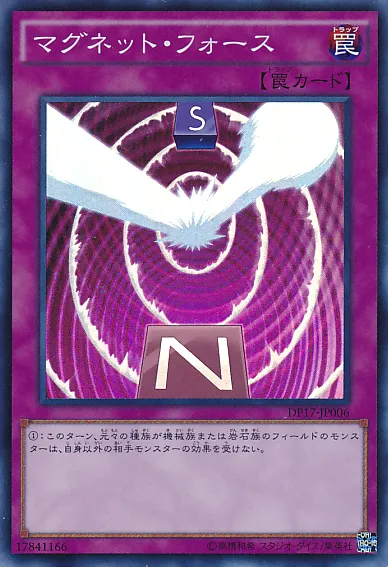 マグネット・フォース
トラップ
罠
【罠カード】
S
N
DP17-JP006
①:このターン、元々の種族が機械族または岩石族のフィールドのモンス
ターは、自身以外の相手モンスターの効果を受けない。
17841166
©高橋和希 スタジオ・ダイス/集英社